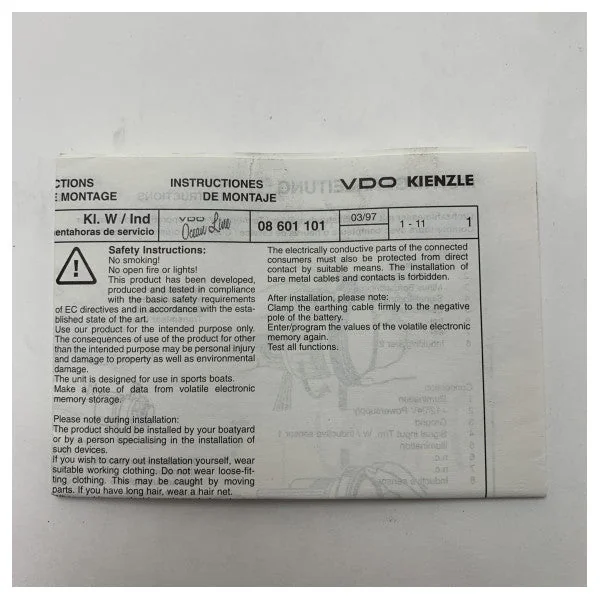 CTIONS
E MONTAGE
INSTRUCTIONES
DE MONTAJE
VDO KIENZLE
Kl. W / Ind
entahoras de servicio
VDO
Ocean Line
08 601 101
03/97
1 - 11
1
Safety Instructions:
No smoking!
No open fire or lights!
This product has been developed,
produced and tested in compliance
with the basic safety requirements
of EC directives and in accordance with the esta-
blished state of the art.
Use our product for the intended purpose only.
The consequences of use of the product for other
than the intended purpose may be personal injury
and damage to property as well as environmental
damage.
The unit is designed for use in sports boats.
Make a note of data from volatile electronic
memory storage.
Please note during installation:
The product should be installed by your boatyard
or by a person specialising in the installation of
such devices.
If you wish to carry out installation yourself, wear
suitable working clothing. Do not wear loose-fit-
ting clothing. This may be caught by moving
parts. If you have long hair, wear a hair net.
The electrically conductive parts of the connected
consumers must also be protected from direct
contact by suitable means. The installation of
bare metal cables and contacts is forbidden.
After installation, please note:
Clamp the earthing cable firmly to the negative
pole of the battery.
Enter/program the values of the volatile electronic
memory again.
Test all functions.